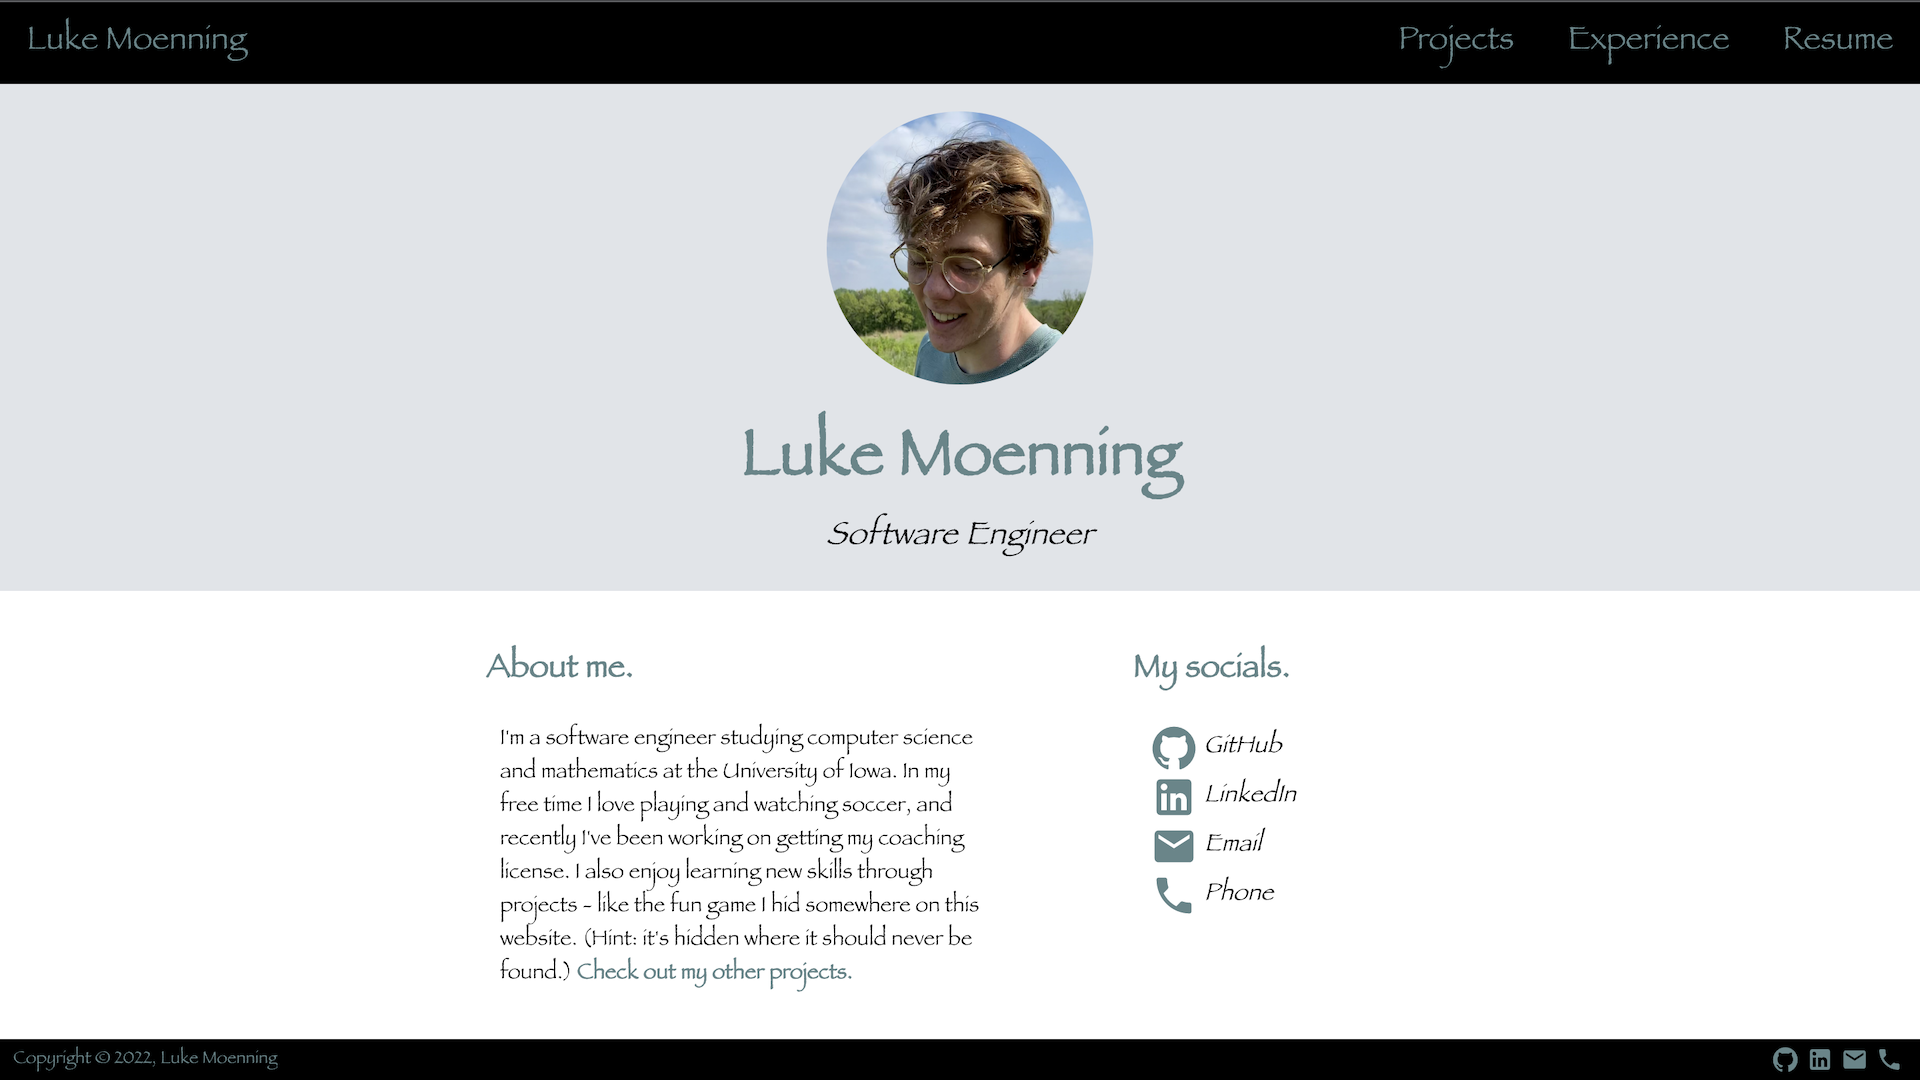 Luke Moenning
Projects Experience Resume
Luke Moenning
Software Engineer
About me.
I'm a software engineer studying computer science
and mathematics at the University of Iowa. In my
free time I love playing and watching soccer, and
recently I've been working on getting my coaching
license. I also enjoy learning new skills through
projects - like the fun game I hid somewhere on this
website. (Hint: it's hidden where it should never be
found.) Check out my other projects.
My socials.
GitHub
in LinkedIn
Email
Phone
Copyright © 2022, Luke Moenning
in